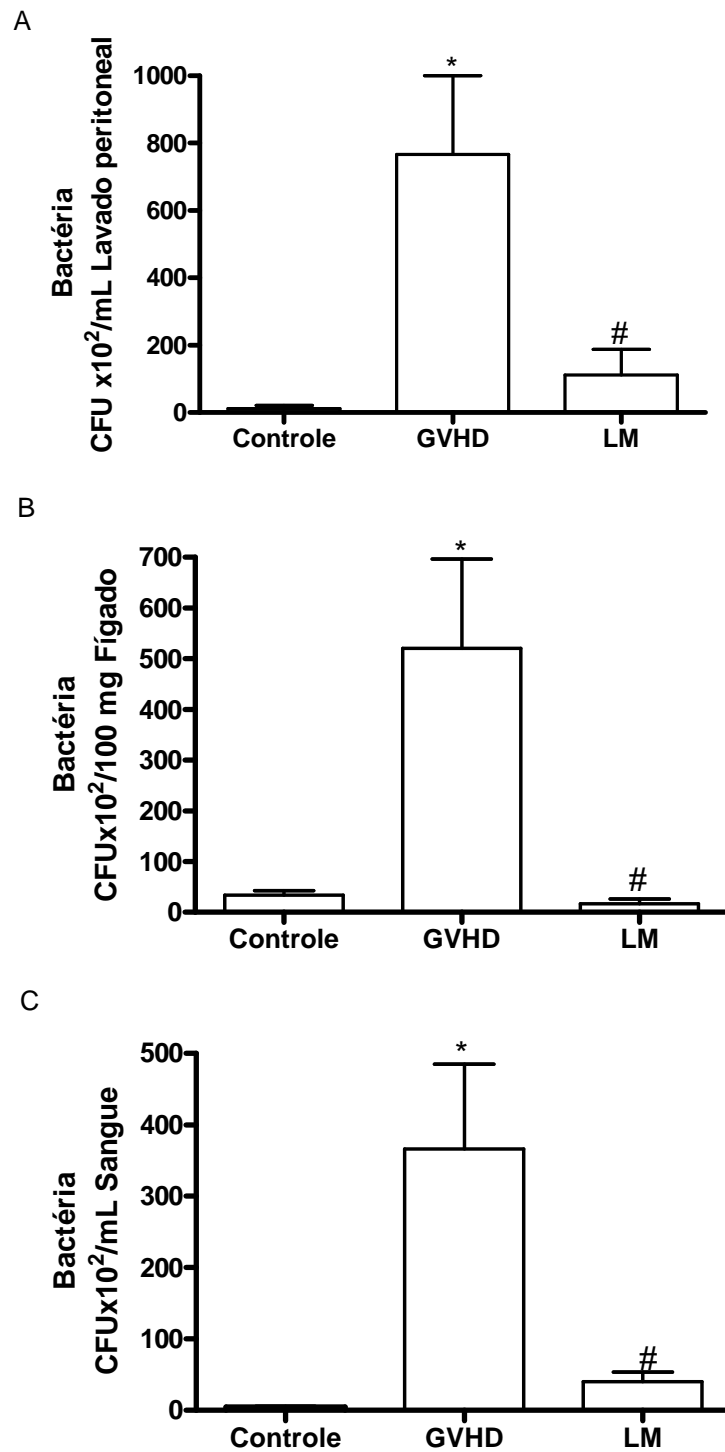 A
Bactéria
CFU x10²/mL Lavado peritoneal
1000
800
600
400
200
0
*
#
Controle GVHD LM
B
Bactéria
CFUx10²/100 mg Fígado
700
600
500
400
300
200
100
0
*
#
Controle GVHD LM
C
Bactéria
CFUx10²/mL Sangue
500
400
300
200
100
0
*
#
Controle GVHD LM